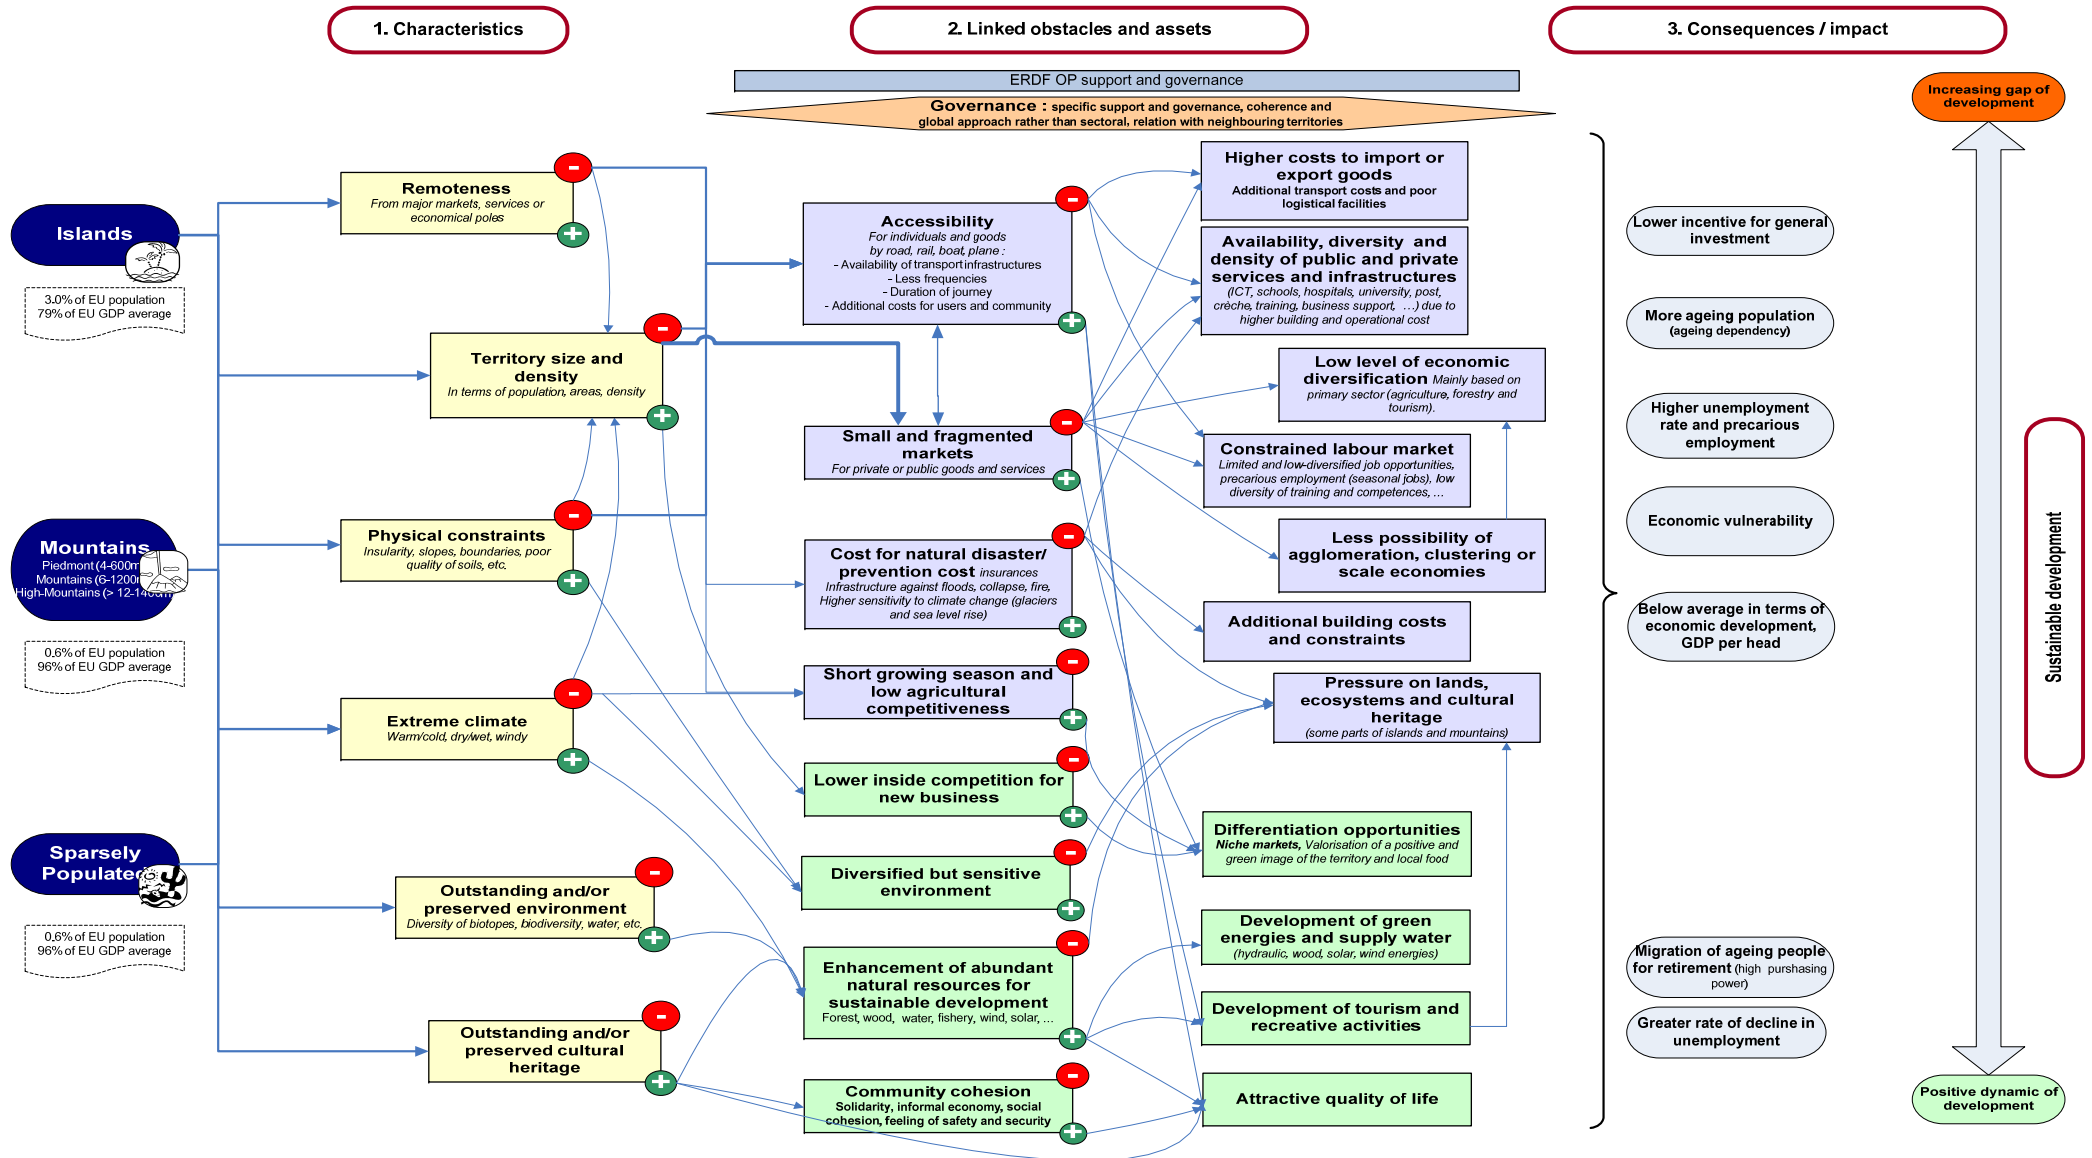 1. Characteristics
2. Linked obstacles and assets
3. Consequences / impact
ERDF OP support and governance
Governance : specific support and governance, coherence and
global approach rather than sectoral, relation with neighbouring territories
Islands
3.0% of EU population
79% of EU GDP average
Mountains
Piedmont (4-600m
Mountains (6-1200m
High-Mountains (> 12-1400m
0.6% of EU population
96% of EU GDP average
Sparsely
Populated
0.6% of EU population
96% of EU GDP average
Remoteness
From major markets, services or
economical poles
Territory size and
density
In terms of population, areas, density
Physical constraints
Insularity, slopes, boundaries, poor
quality of soils, etc.
Extreme climate
Warm/cold, dry/wet, windy
Outstanding and/or
preserved environment
Diversity of biotopes, biodiversity, water, etc.
Outstanding and/or
preserved cultural
heritage
Accessibility
For individuals and goods
by road, rail, boat, plane :
- Availability of transport infrastructures
- Less frequencies
- Duration of journey
- Additional costs for users and community
Small and fragmented
markets
For private or public goods and services
Cost for natural disaster/
prevention cost insurances
Infrastructure against floods, collapse, fire,
Higher sensitivity to climate change (glaciers
and sea level rise)
Short growing season and
low agricultural
competitiveness
Lower inside competition for
new business
Diversified but sensitive
environment
Enhancement of abundant
natural resources for
sustainable development
Forest, wood, water, fishery, wind, solar, ...
Community cohesion
Solidarity, informal economy, social
cohesion, feeling of safety and security
Higher costs to import or
export goods
Additional transport costs and poor
logistical facilities
Availability, diversity and
density of public and private
services and infrastructures
(ICT, schools, hospitals, university, post,
crèche, training, business support, ...) due to
higher building and operational cost
Low level of economic
diversification Mainly based on
primary sector (agriculture, forestry and
tourism).
Constrained labour market
Limited and low-diversified job opportunities,
precarious employment (seasonal jobs), low
diversity of training and competences, ...
Less possibility of
agglomeration, clustering or
scale economies
Additional building costs
and constraints
Pressure on lands,
ecosystems and cultural
heritage
(some parts of islands and mountains)
Differentiation opportunities
Niche markets, Valorisation of a positive and
green image of the territory and local food
Development of green
energies and supply water
(hydraulic, wood, solar, wind energies)
Development of tourism and
recreative activities
Attractive quality of life
Lower incentive for general
investment
More ageing population
(ageing dependency)
Higher unemployment
rate and precarious
employment
Economic vulnerability
Below average in terms of
economic development,
GDP per head
Migration of ageing people
for retirement (high purshasing
power)
Greater rate of decline in
unemployment
Increasing gap of
development
Positive dynamic of
development
Sustainable development